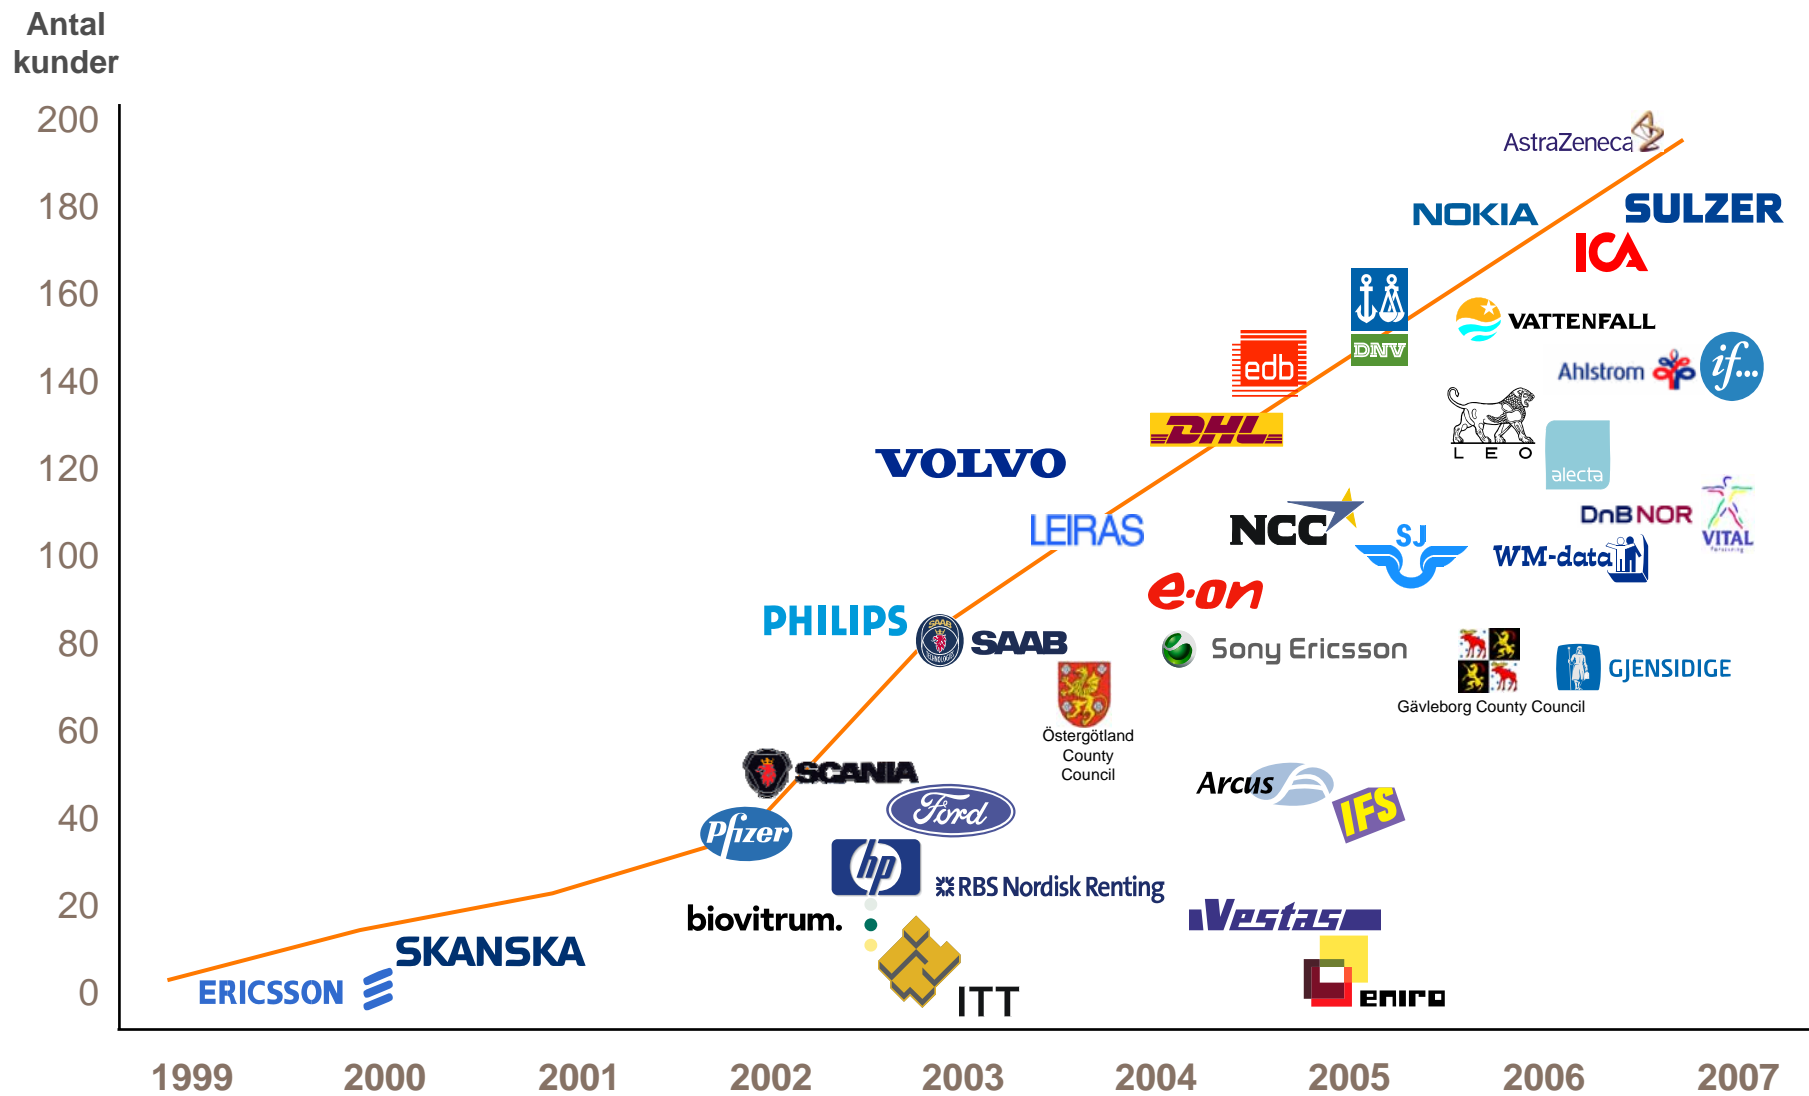 Antal
kunder
200
180
160
140
120
100
80
60
40
20
0
AstraZeneca
NOKIA
SULZER
ICA
VATTENFALL
DNV
edb
Ahlstrom
if...
DHL
LEO
alecta
VOLVO
LEIRAS
NCC
SJ
DnBNOR
VITAL
WM-data
e·on
PHILIPS
SAAB
SAAB
Sony Ericsson
GJENSIDIGE
Gävleborg County Council
Östergötland
County
Council
SCANIA
Arcus
IFS
Pfizer
Ford
hp
RBS Nordisk Renting
biovitrum.
Vestas
SKANSKA
ERICSSON
ITT
eniro
1999
2000
2001
2002
2003
2004
2005
2006
2007